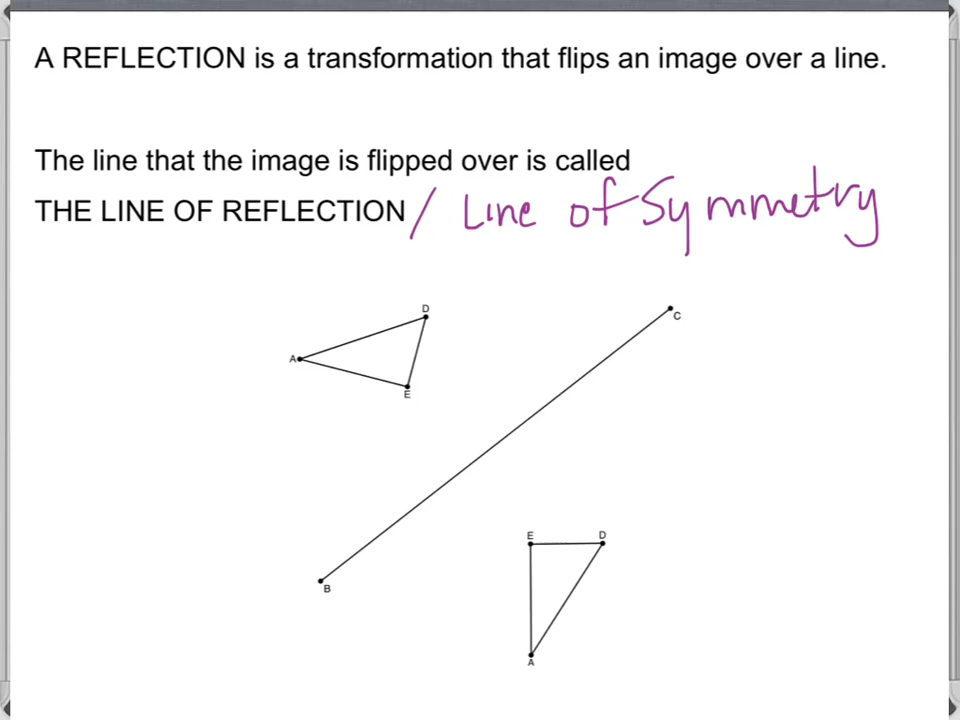 A REFLECTION is a transformation that flips an image over a line.
The line that the image is flipped over is called
THE LINE OF REFLECTION / Line of Symmetry
D
A
E
C
B
E
D
A